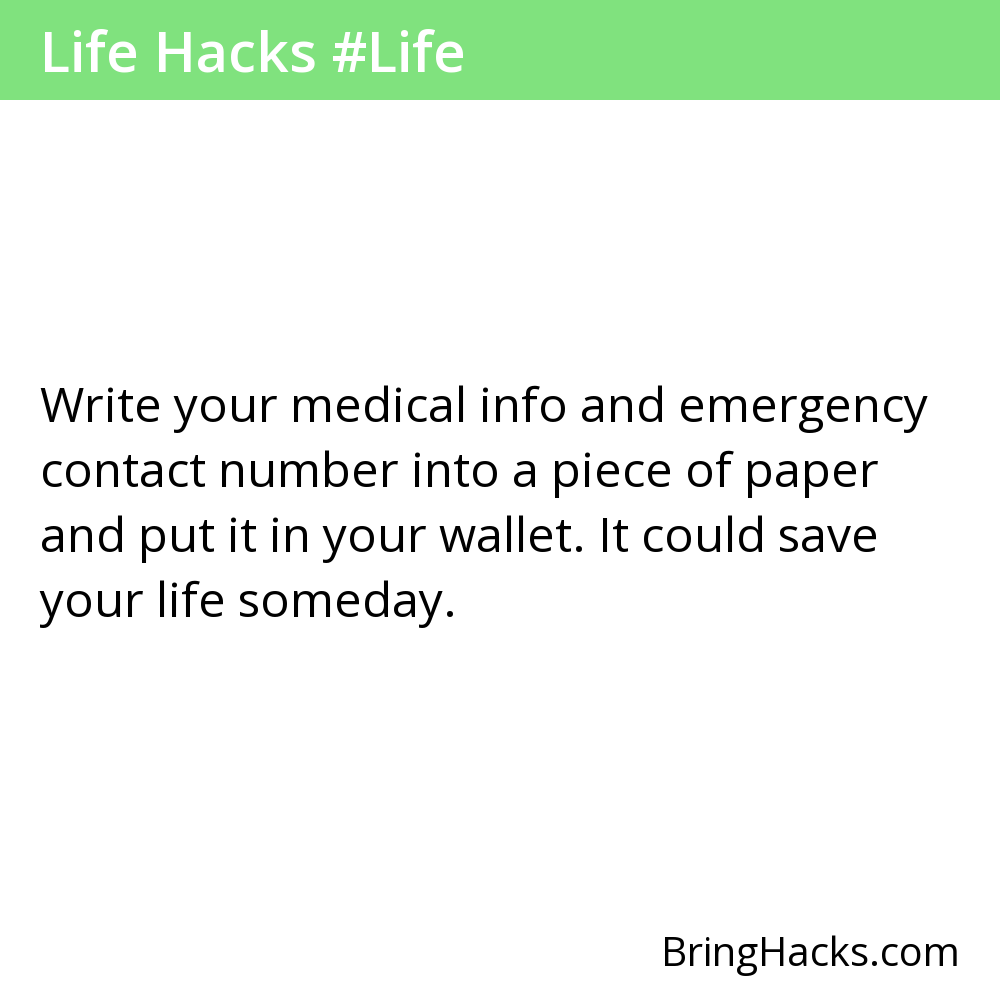 Life Hacks #Life
Write your medical info and emergency
contact number into a piece of paper
and put it in your wallet. It could save
your life someday.
BringHacks.com